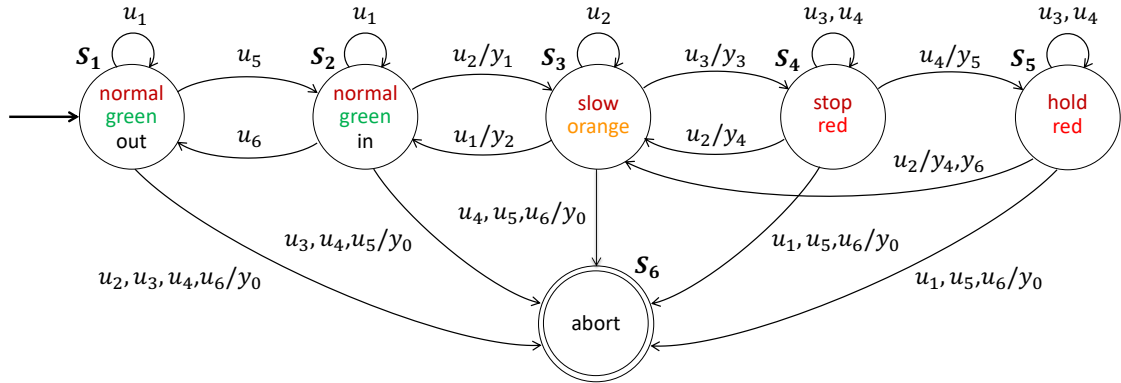 u₁
u₁
u₂
u₃, u₄
u₃, u₄
S₁
S₂
S₃
S₄
S₅
u₅
u₂/y₁
u₃/y₃
u₄/y₅
normal
green
out
normal
green
in
slow
orange
stop
red
hold
red
u₆
u₁/y₂
u₂/y₄
u₂/y₄,y₆
u₂, u₃, u₄,u₆/y₀
u₃, u₄,u₅/y₀
u₄, u₅,u₆/y₀
u₁, u₅,u₆/y₀
u₁, u₅,u₆/y₀
S₆
abort